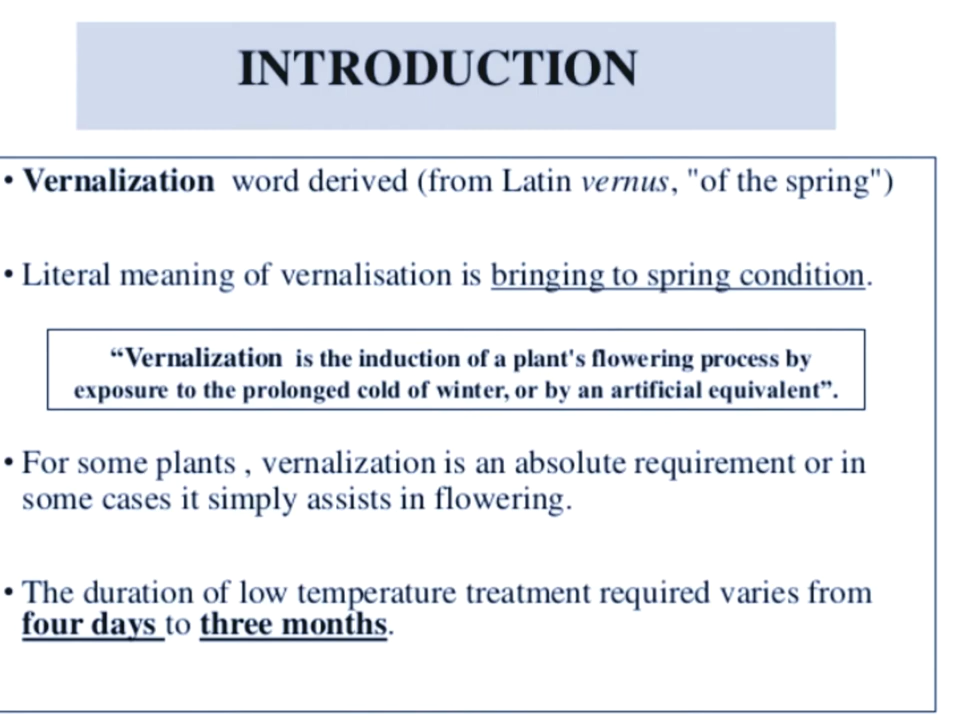 INTRODUCTION
• Vernalization word derived (from Latin vernus, "of the spring")
• Literal meaning of vernalisation is bringing to spring condition.
“Vernalization is the induction of a plant's flowering process by
exposure to the prolonged cold of winter, or by an artificial equivalent”.
• For some plants , vernalization is an absolute requirement or in
some cases it simply assists in flowering.
• The duration of low temperature treatment required varies from
four days to three months.